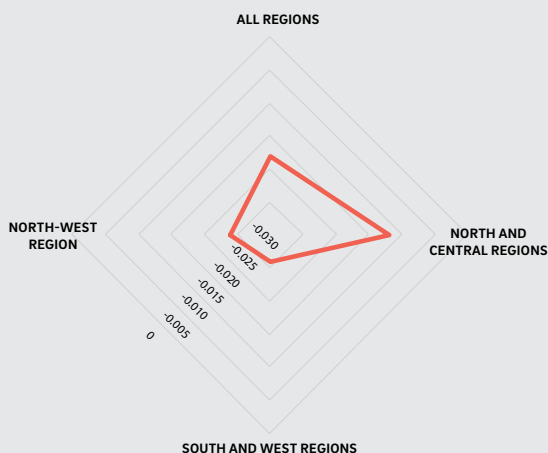 ALL REGIONS
NORTH-WEST
REGION
NORTH AND
CENTRAL REGIONS
-0.030
-0.025
-0.020
-0.015
-0.010
-0.005
0
SOUTH AND WEST REGIONS